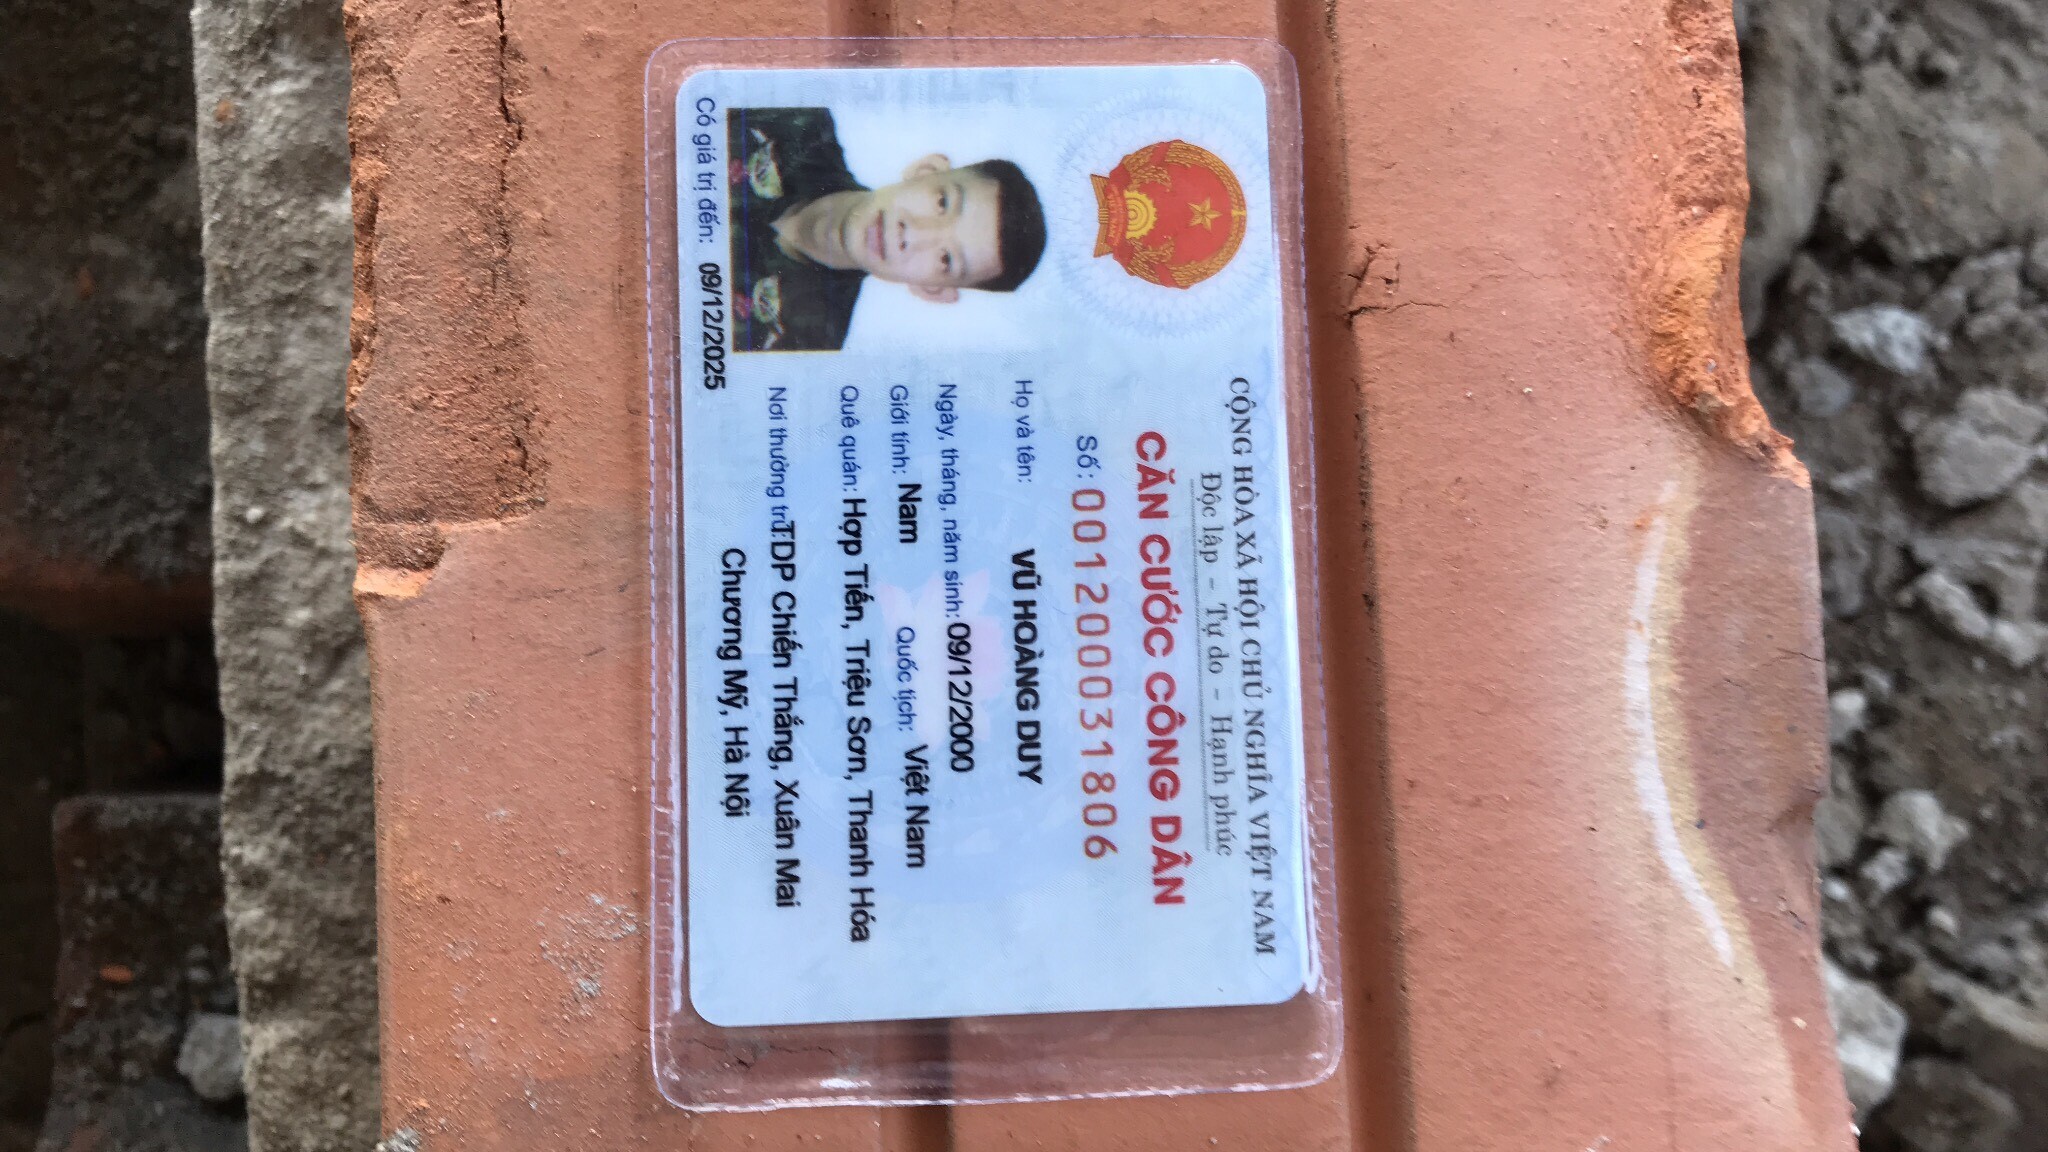 CỘNG HÒA XÃ HỘI CHỦ NGHĨA VIỆT NAM
Độc lập - Tự do - Hạnh phúc
CĂN CƯỚC CÔNG DÂN
Số: 001200031806
Họ và tên: VŨ HOÀNG DUY
Ngày, tháng, năm sinh: 09/12/2000
Giới tính: Nam Quốc tịch: Việt Nam
Quê quán: Hợp Tiến, Triệu Sơn, Thanh Hóa
Nơi thường trú: TDP Chiến Thắng, Xuân Mai
Chương Mỹ, Hà Nội
Có giá trị đến: 09/12/2025